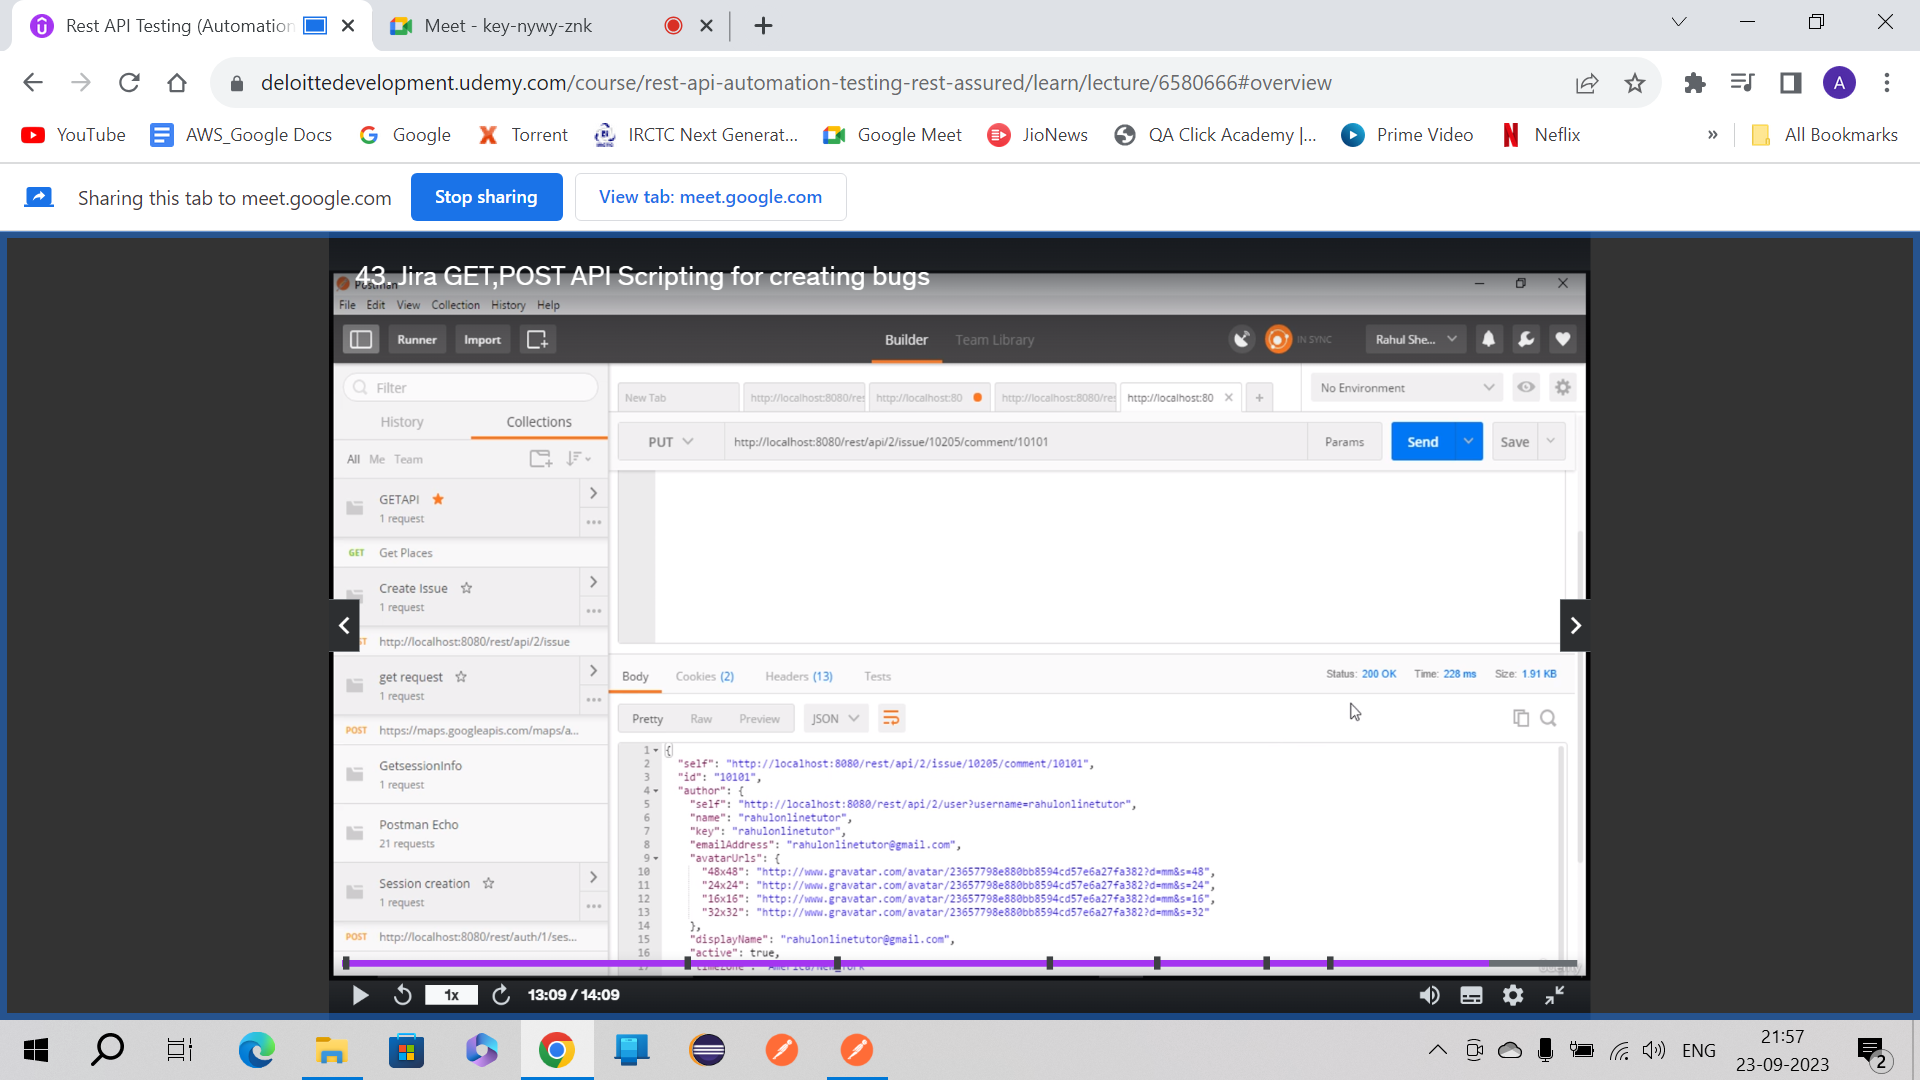 Rest API Testing (Automation
Meet - key-nywy-znk
deloittedevelopment.udemy.com/course/rest-api-automation-testing-rest-assured/learn/lecture/6580666#overview
A
YouTube
AWS_Google Docs
Google
Torrent
IRCTC Next Generat...
Google Meet
JioNews
QA Click Academy |...
Prime Video
Neflix
»
All Bookmarks
Sharing this tab to meet.google.com
Stop sharing
View tab: meet.google.com
43. Jira GET,POST API Scripting for creating bugs
Postman
File Edit View Collection History Help
Runner
Import
Builder
Team Library
IN SYNC
Rahul She...
Filter
History
Collections
All Me Team
GETAPI
1 request
GET Get Places
Create Issue
1 request
http://localhost:8080/rest/api/2/issue
get request
1 request
POST https://maps.googleapis.com/maps/a...
GetsessionInfo
1 request
Postman Echo
21 requests
Session creation
1 request
POST http://localhost:8080/rest/auth/1/ses...
New Tab
http://localhost:8080/res
http://localhost:80
http://localhost:8080/res
http://localhost:80
No Environment
PUT
http://localhost:8080/rest/api/2/issue/10205/comment/10101
Params
Send
Save
Body
Cookies (2)
Headers (13)
Tests
Status: 200 OK
Time: 228 ms
Size: 1.91 KB
Pretty
Raw
Preview
JSON
1 {
2 "self": "http://localhost:8080/rest/api/2/issue/10205/comment/10101",
3 "id": "10101",
4 "author": {
5 "self": "http://localhost:8080/rest/api/2/user?username=rahulonlinetutor",
6 "name": "rahulonlinetutor",
7 "key": "rahulonlinetutor",
8 "emailAddress": "rahulonlinetutor@gmail.com",
9 "avatarUrls": {
10 "48x48": "http://www.gravatar.com/avatar/23657798e880bb8594cd57e6a27fa382?d=mm&s=48",
11 "24x24": "http://www.gravatar.com/avatar/23657798e880bb8594cd57e6a27fa382?d=mm&s=24",
12 "16x16": "http://www.gravatar.com/avatar/23657798e880bb8594cd57e6a27fa382?d=mm&s=16",
13 "32x32": "http://www.gravatar.com/avatar/23657798e880bb8594cd57e6a27fa382?d=mm&s=32"
14 },
15 "displayName": "rahulonlinetutor@gmail.com",
16 "active": true,
1x
13:09 / 14:09
ENG
21:57
23-09-2023
2